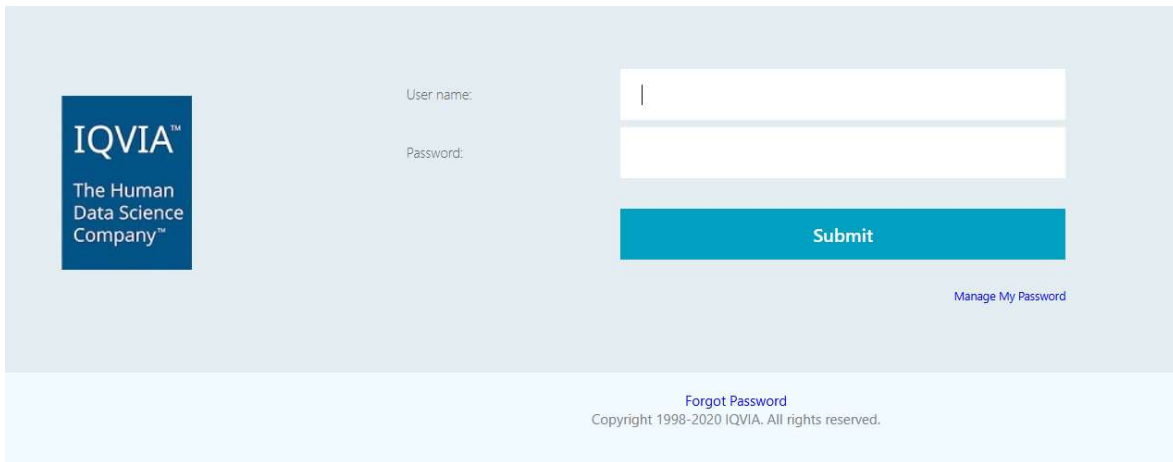 IQVIA™
The Human
Data Science
Company™
User name:
Password:
Submit
Manage My Password
Forgot Password
Copyright 1998-2020 IQVIA. All rights reserved.